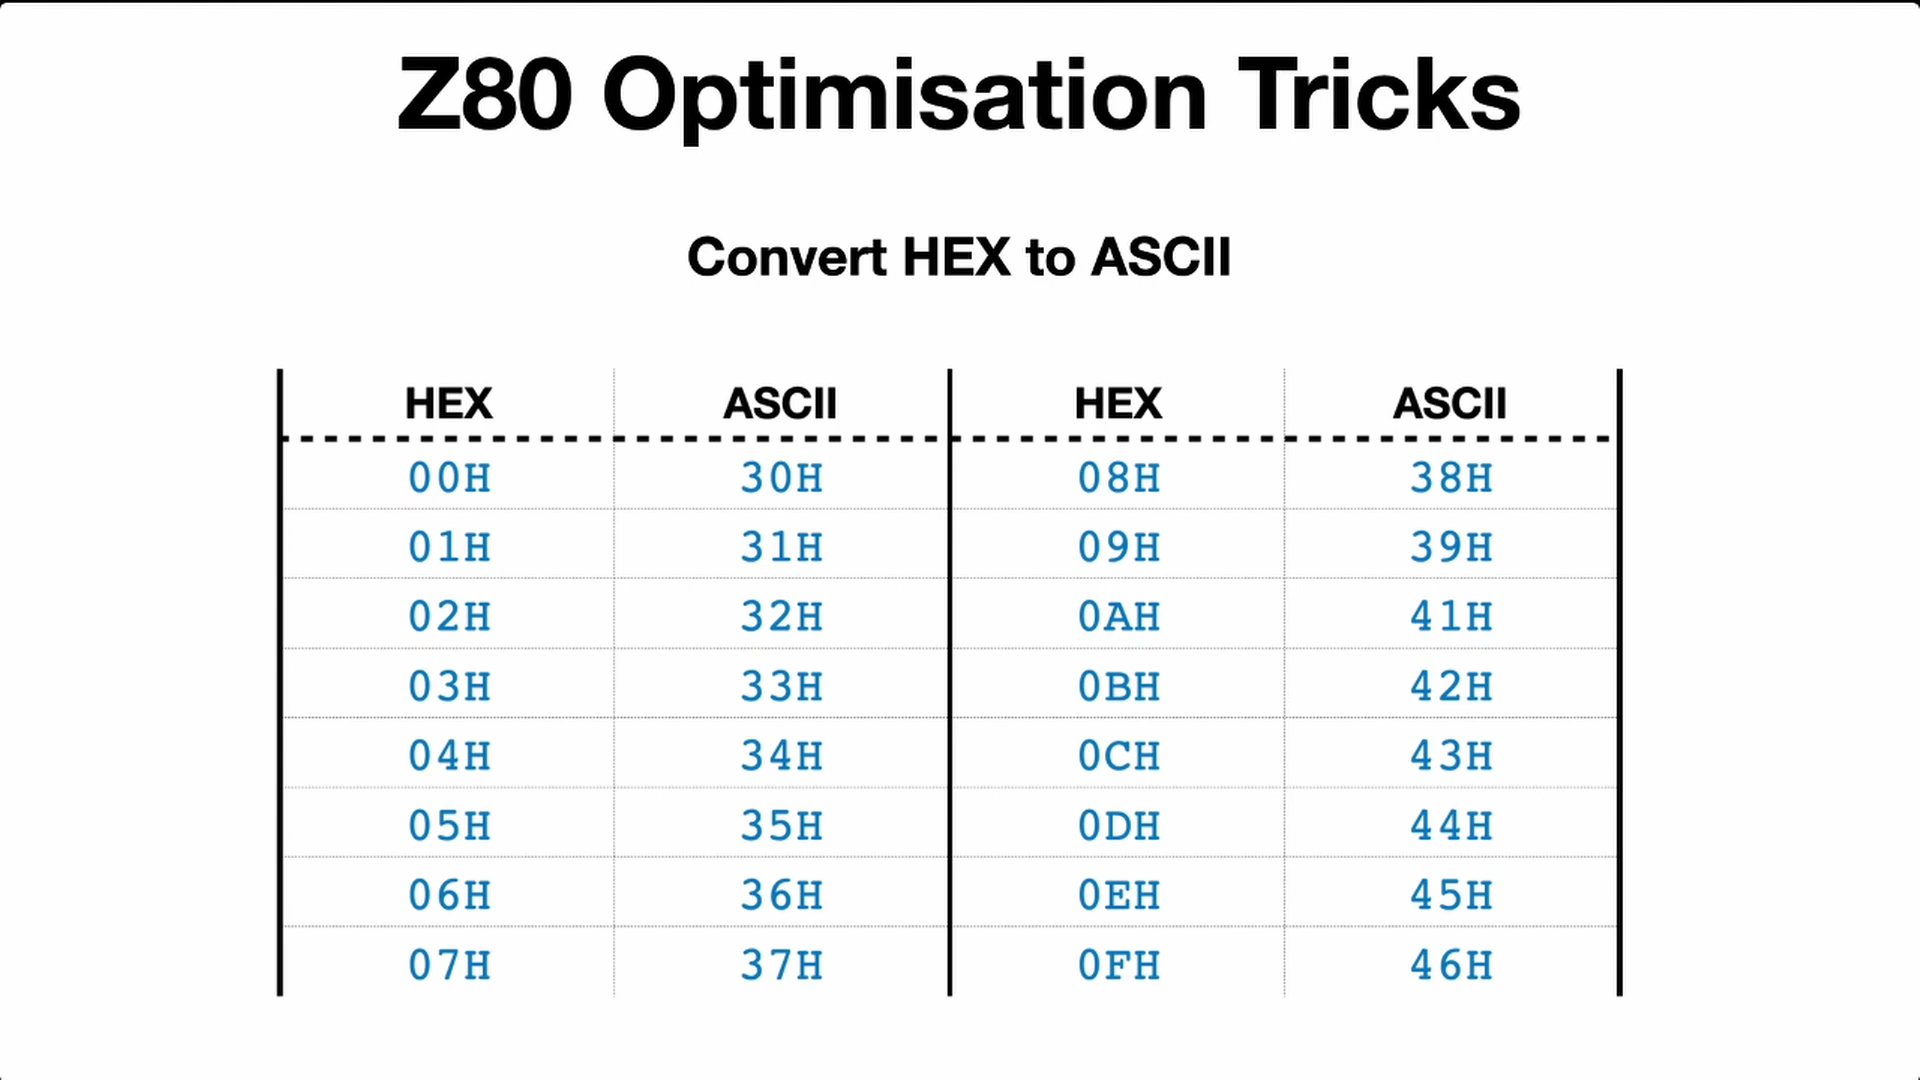 Z80 Optimisation Tricks
Convert HEX to ASCII
HEX ASCII HEX ASCII
00H 30H 08H 38H
01H 31H 09H 39H
02H 32H 0AH 41H
03H 33H 0BH 42H
04H 34H 0CH 43H
05H 35H 0DH 44H
06H 36H 0EH 45H
07H 37H 0FH 46H